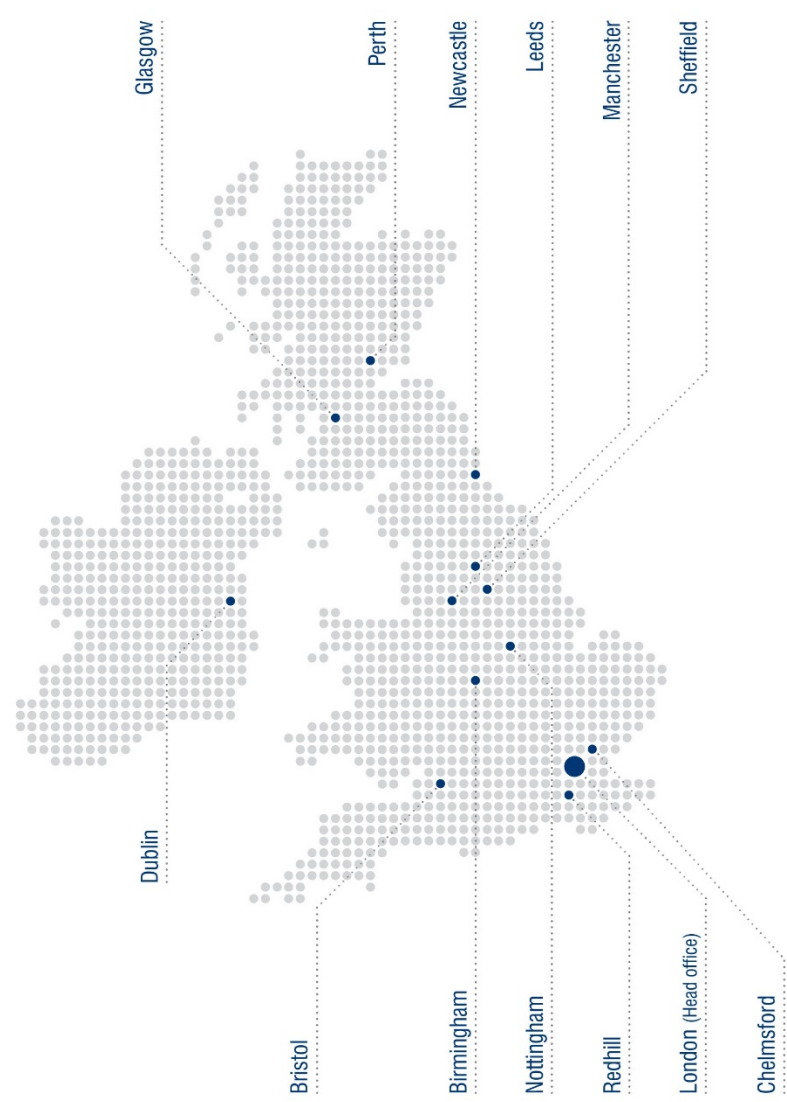 Glasgow
Perth
Newcastle
Leeds
Manchester
Sheffield
Dublin
Bristol
Birmingham
Nottingham
Redhill
London (Head office)
Chelmsford